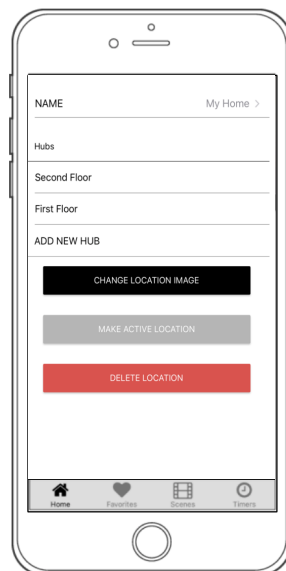 NAME My Home >
Hubs
Second Floor
First Floor
ADD NEW HUB
CHANGE LOCATION IMAGE
MAKE ACTIVE LOCATION
DELETE LOCATION
Home Favorites Scenes Timers